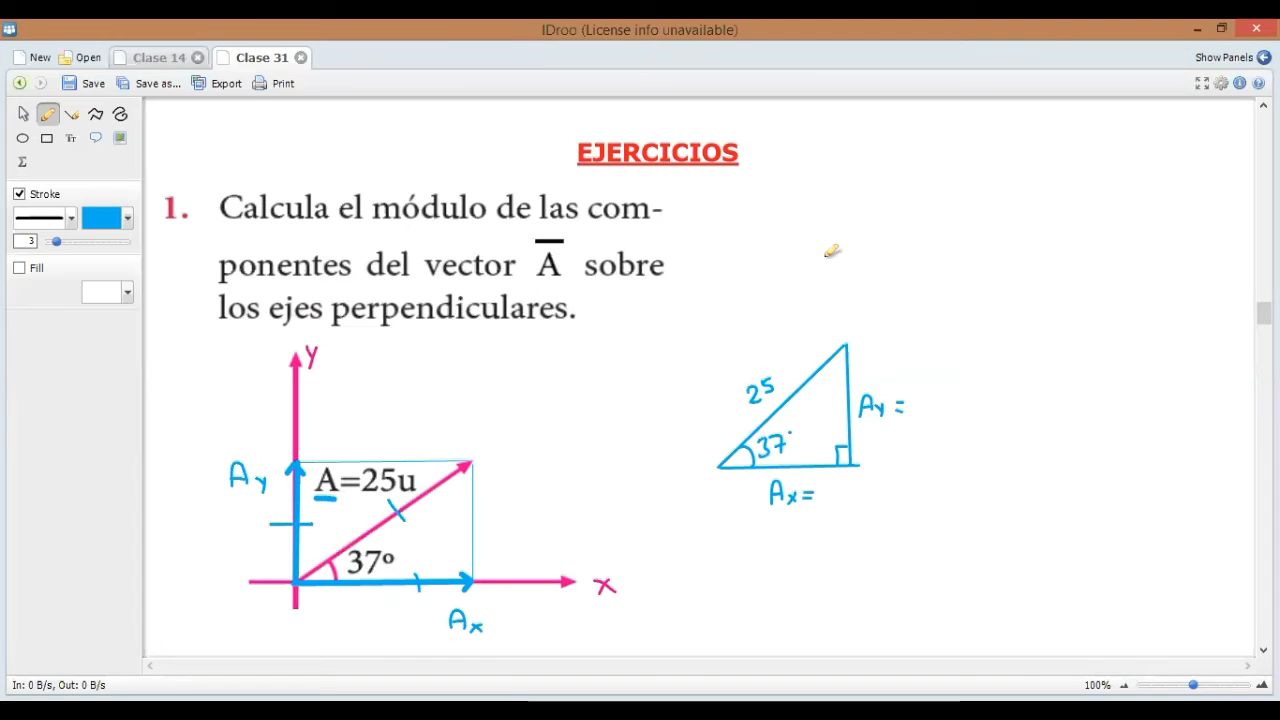 IDroo (License info unavailable)
New Open Clase 14 Clase 31 Show Panels
Save Save as... Export Print
Tr
Σ
Stroke
3
Fill
EJERCICIOS
1. Calcula el módulo de las com-
ponentes del vector A sobre
los ejes perpendiculares.
y
A=25u
Ay
37º
x
Ax
25
37°
Ay =
Ax =
In: 0 B/s, Out: 0 B/s 100%